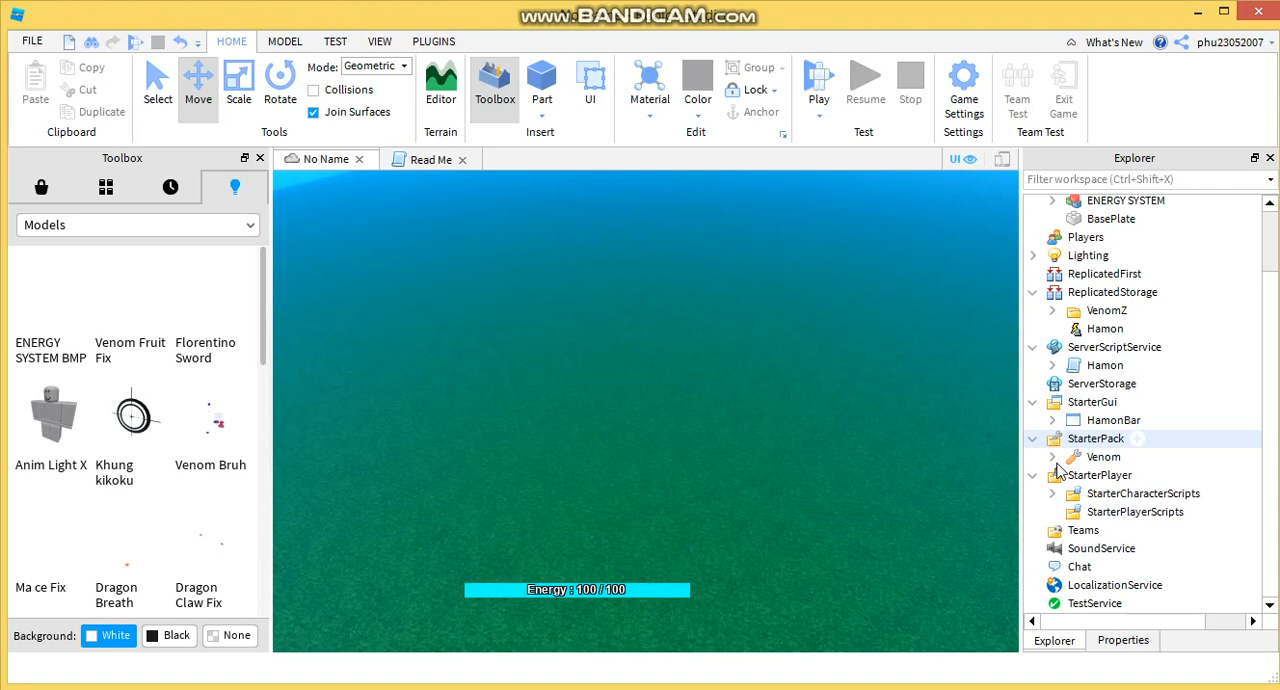 www.BANDICAM.com
FILE
HOME
MODEL
TEST
VIEW
PLUGINS
What's New
phu23052007
Paste
Copy
Cut
Duplicate
Clipboard
Select
Move
Scale
Rotate
Mode: Geometric
Collisions
Join Surfaces
Tools
Editor
Terrain
Toolbox
Part
UI
Insert
Material
Color
Group
Lock
Anchor
Edit
Play
Resume
Stop
Test
Game
Settings
Settings
Team
Test
Exit
Game
Team Test
Toolbox
Models
ENERGY
SYSTEM BMP
Venom Fruit
Fix
Florentino
Sword
Anim Light X
Khung
kikoku
Venom Bruh
Ma ce Fix
Dragon
Breath
Dragon
Claw Fix
Background:
White
Black
None
No Name
Read Me
UI
Energy : 100 / 100
Explorer
Filter workspace (Ctrl+Shift+X)
ENERGY SYSTEM
BasePlate
Players
Lighting
ReplicatedFirst
ReplicatedStorage
VenomZ
Hamon
ServerScriptService
Hamon
ServerStorage
StarterGui
HamonBar
StarterPack
Venom
StarterPlayer
StarterCharacterScripts
StarterPlayerScripts
Teams
SoundService
Chat
LocalizationService
TestService
Explorer
Properties